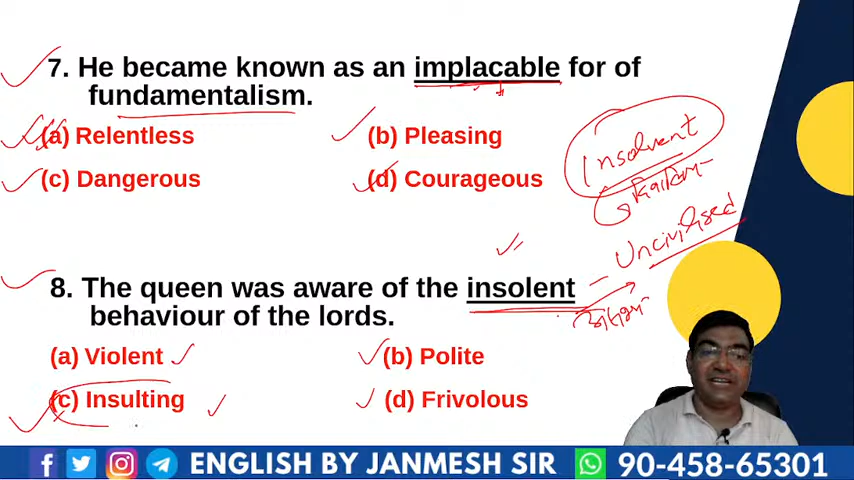 7. He became known as an implacable for of
fundamentalism.
(a) Relentless
(b) Pleasing
(c) Dangerous
(d) Courageous
Insolvent
Uncivilised
8. The queen was aware of the insolent
behaviour of the lords.
(a) Violent
(b) Polite
(c) Insulting
(d) Frivolous
ENGLISH BY JANMESH SIR 90-458-65301